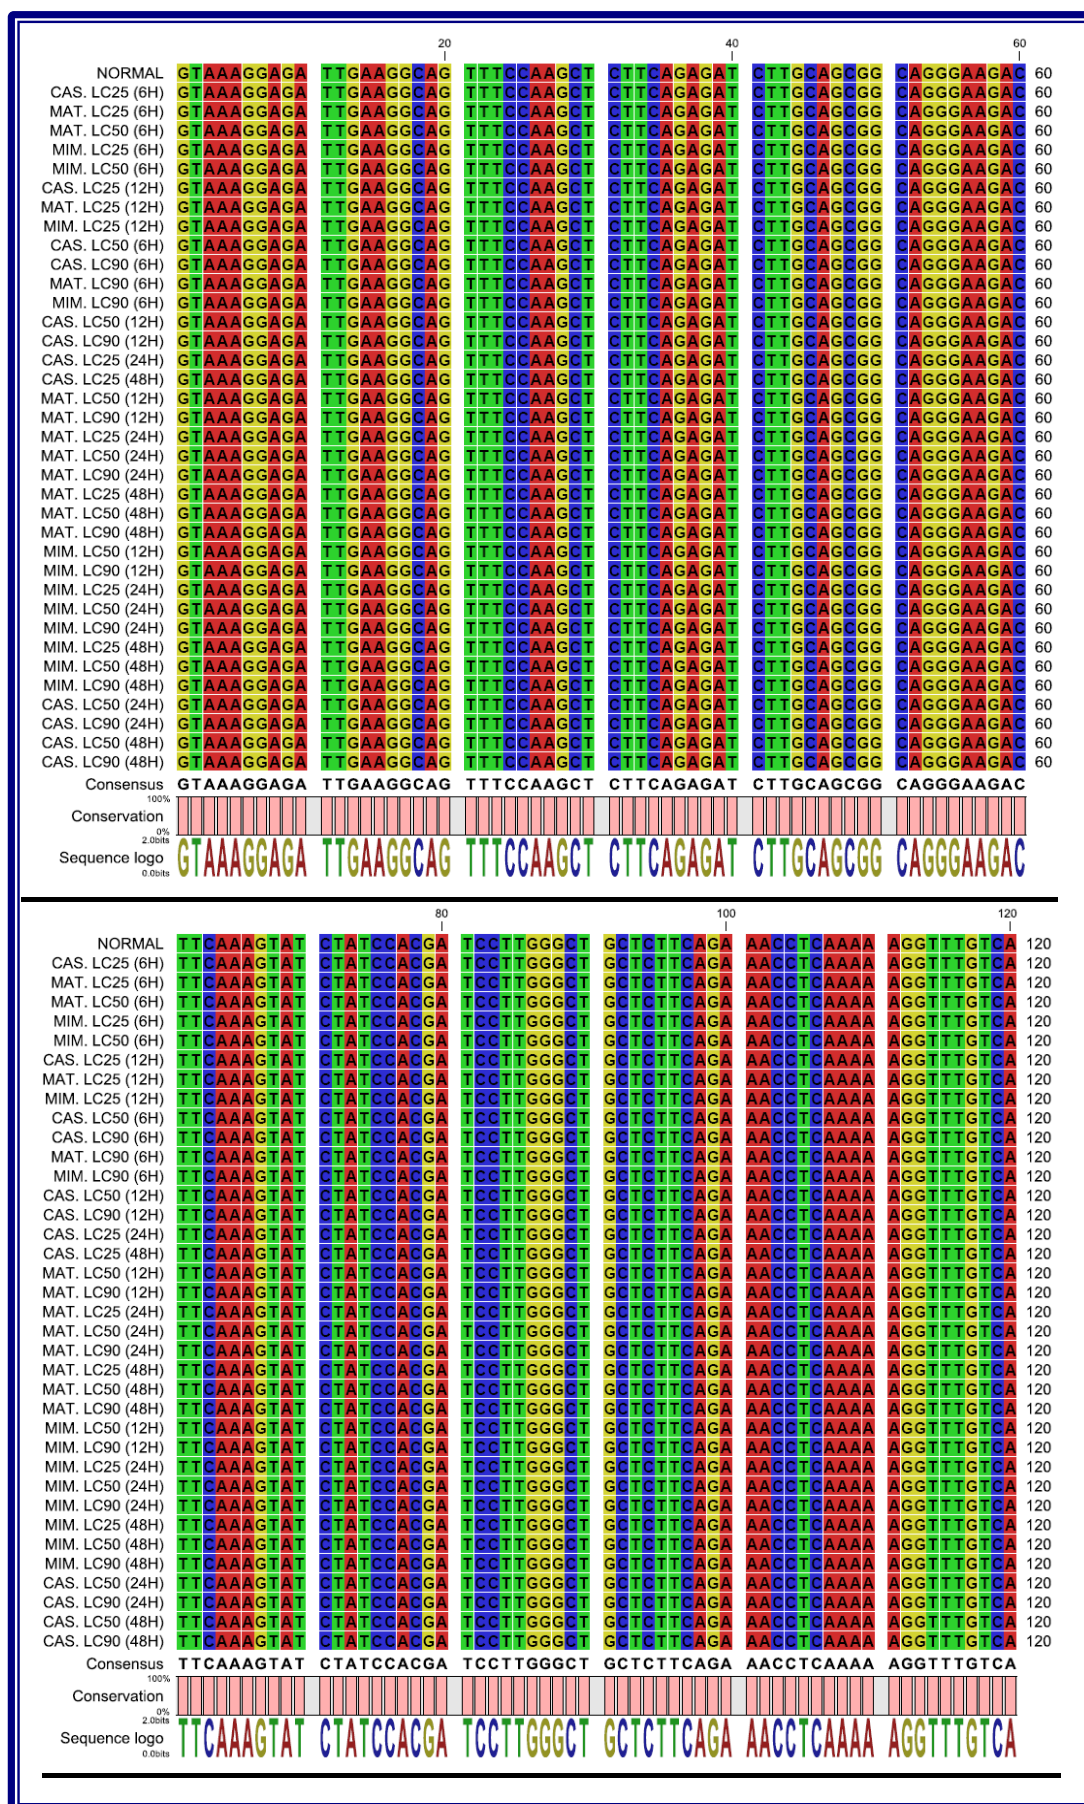 20 40 60
NORMAL GTAAAGGAGA TTGAAGGCAG TTTCCAAGCT CTTCAGAGAT CTTGCAGCGG CAGGGAAGAC 60
CAS. LC25 (6H) GTAAAGGAGA TTGAAGGCAG TTTCCAAGCT CTTCAGAGAT CTTGCAGCGG CAGGGAAGAC 60
MAT. LC25 (6H) GTAAAGGAGA TTGAAGGCAG TTTCCAAGCT CTTCAGAGAT CTTGCAGCGG CAGGGAAGAC 60
MAT. LC50 (6H) GTAAAGGAGA TTGAAGGCAG TTTCCAAGCT CTTCAGAGAT CTTGCAGCGG CAGGGAAGAC 60
MIM. LC25 (6H) GTAAAGGAGA TTGAAGGCAG TTTCCAAGCT CTTCAGAGAT CTTGCAGCGG CAGGGAAGAC 60
MIM. LC50 (6H) GTAAAGGAGA TTGAAGGCAG TTTCCAAGCT CTTCAGAGAT CTTGCAGCGG CAGGGAAGAC 60
CAS. LC25 (12H) GTAAAGGAGA TTGAAGGCAG TTTCCAAGCT CTTCAGAGAT CTTGCAGCGG CAGGGAAGAC 60
MAT. LC25 (12H) GTAAAGGAGA TTGAAGGCAG TTTCCAAGCT CTTCAGAGAT CTTGCAGCGG CAGGGAAGAC 60
MIM. LC25 (12H) GTAAAGGAGA TTGAAGGCAG TTTCCAAGCT CTTCAGAGAT CTTGCAGCGG CAGGGAAGAC 60
CAS. LC50 (6H) GTAAAGGAGA TTGAAGGCAG TTTCCAAGCT CTTCAGAGAT CTTGCAGCGG CAGGGAAGAC 60
CAS. LC90 (6H) GTAAAGGAGA TTGAAGGCAG TTTCCAAGCT CTTCAGAGAT CTTGCAGCGG CAGGGAAGAC 60
MAT. LC90 (6H) GTAAAGGAGA TTGAAGGCAG TTTCCAAGCT CTTCAGAGAT CTTGCAGCGG CAGGGAAGAC 60
MIM. LC90 (6H) GTAAAGGAGA TTGAAGGCAG TTTCCAAGCT CTTCAGAGAT CTTGCAGCGG CAGGGAAGAC 60
CAS. LC50 (12H) GTAAAGGAGA TTGAAGGCAG TTTCCAAGCT CTTCAGAGAT CTTGCAGCGG CAGGGAAGAC 60
CAS. LC90 (12H) GTAAAGGAGA TTGAAGGCAG TTTCCAAGCT CTTCAGAGAT CTTGCAGCGG CAGGGAAGAC 60
CAS. LC25 (24H) GTAAAGGAGA TTGAAGGCAG TTTCCAAGCT CTTCAGAGAT CTTGCAGCGG CAGGGAAGAC 60
CAS. LC25 (48H) GTAAAGGAGA TTGAAGGCAG TTTCCAAGCT CTTCAGAGAT CTTGCAGCGG CAGGGAAGAC 60
MAT. LC50 (12H) GTAAAGGAGA TTGAAGGCAG TTTCCAAGCT CTTCAGAGAT CTTGCAGCGG CAGGGAAGAC 60
MAT. LC90 (12H) GTAAAGGAGA TTGAAGGCAG TTTCCAAGCT CTTCAGAGAT CTTGCAGCGG CAGGGAAGAC 60
MAT. LC25 (24H) GTAAAGGAGA TTGAAGGCAG TTTCCAAGCT CTTCAGAGAT CTTGCAGCGG CAGGGAAGAC 60
MAT. LC50 (24H) GTAAAGGAGA TTGAAGGCAG TTTCCAAGCT CTTCAGAGAT CTTGCAGCGG CAGGGAAGAC 60
MAT. LC90 (24H) GTAAAGGAGA TTGAAGGCAG TTTCCAAGCT CTTCAGAGAT CTTGCAGCGG CAGGGAAGAC 60
MAT. LC25 (48H) GTAAAGGAGA TTGAAGGCAG TTTCCAAGCT CTTCAGAGAT CTTGCAGCGG CAGGGAAGAC 60
MAT. LC50 (48H) GTAAAGGAGA TTGAAGGCAG TTTCCAAGCT CTTCAGAGAT CTTGCAGCGG CAGGGAAGAC 60
MAT. LC90 (48H) GTAAAGGAGA TTGAAGGCAG TTTCCAAGCT CTTCAGAGAT CTTGCAGCGG CAGGGAAGAC 60
MIM. LC50 (12H) GTAAAGGAGA TTGAAGGCAG TTTCCAAGCT CTTCAGAGAT CTTGCAGCGG CAGGGAAGAC 60
MIM. LC90 (12H) GTAAAGGAGA TTGAAGGCAG TTTCCAAGCT CTTCAGAGAT CTTGCAGCGG CAGGGAAGAC 60
MIM. LC25 (24H) GTAAAGGAGA TTGAAGGCAG TTTCCAAGCT CTTCAGAGAT CTTGCAGCGG CAGGGAAGAC 60
MIM. LC50 (24H) GTAAAGGAGA TTGAAGGCAG TTTCCAAGCT CTTCAGAGAT CTTGCAGCGG CAGGGAAGAC 60
MIM. LC90 (24H) GTAAAGGAGA TTGAAGGCAG TTTCCAAGCT CTTCAGAGAT CTTGCAGCGG CAGGGAAGAC 60
MIM. LC25 (48H) GTAAAGGAGA TTGAAGGCAG TTTCCAAGCT CTTCAGAGAT CTTGCAGCGG CAGGGAAGAC 60
MIM. LC50 (48H) GTAAAGGAGA TTGAAGGCAG TTTCCAAGCT CTTCAGAGAT CTTGCAGCGG CAGGGAAGAC 60
MIM. LC90 (48H) GTAAAGGAGA TTGAAGGCAG TTTCCAAGCT CTTCAGAGAT CTTGCAGCGG CAGGGAAGAC 60
CAS. LC50 (24H) GTAAAGGAGA TTGAAGGCAG TTTCCAAGCT CTTCAGAGAT CTTGCAGCGG CAGGGAAGAC 60
CAS. LC90 (24H) GTAAAGGAGA TTGAAGGCAG TTTCCAAGCT CTTCAGAGAT CTTGCAGCGG CAGGGAAGAC 60
CAS. LC50 (48H) GTAAAGGAGA TTGAAGGCAG TTTCCAAGCT CTTCAGAGAT CTTGCAGCGG CAGGGAAGAC 60
CAS. LC90 (48H) GTAAAGGAGA TTGAAGGCAG TTTCCAAGCT CTTCAGAGAT CTTGCAGCGG CAGGGAAGAC 60
Consensus GTAAAGGAGA TTGAAGGCAG TTTCCAAGCT CTTCAGAGAT CTTGCAGCGG CAGGGAAGAC
100%
Conservation
0%
2.0bits
Sequence logo GTAAAGGAGA TTGAAGGCAG TTTCCAAGCT CTTCAGAGAT CTTGCAGCGG CAGGGAAGAC
0.0bits
80 100 120
NORMAL TTCAAAGTAT CTATCCACGA TCCTTGGGCT GCTCTTCAGA AACCTCAAAA AGGTTTGTCA 120
CAS. LC25 (6H) TTCAAAGTAT CTATCCACGA TCCTTGGGCT GCTCTTCAGA AACCTCAAAA AGGTTTGTCA 120
MAT. LC25 (6H) TTCAAAGTAT CTATCCACGA TCCTTGGGCT GCTCTTCAGA AACCTCAAAA AGGTTTGTCA 120
MAT. LC50 (6H) TTCAAAGTAT CTATCCACGA TCCTTGGGCT GCTCTTCAGA AACCTCAAAA AGGTTTGTCA 120
MIM. LC25 (6H) TTCAAAGTAT CTATCCACGA TCCTTGGGCT GCTCTTCAGA AACCTCAAAA AGGTTTGTCA 120
MIM. LC50 (6H) TTCAAAGTAT CTATCCACGA TCCTTGGGCT GCTCTTCAGA AACCTCAAAA AGGTTTGTCA 120
CAS. LC25 (12H) TTCAAAGTAT CTATCCACGA TCCTTGGGCT GCTCTTCAGA AACCTCAAAA AGGTTTGTCA 120
MAT. LC25 (12H) TTCAAAGTAT CTATCCACGA TCCTTGGGCT GCTCTTCAGA AACCTCAAAA AGGTTTGTCA 120
MIM. LC25 (12H) TTCAAAGTAT CTATCCACGA TCCTTGGGCT GCTCTTCAGA AACCTCAAAA AGGTTTGTCA 120
CAS. LC50 (6H) TTCAAAGTAT CTATCCACGA TCCTTGGGCT GCTCTTCAGA AACCTCAAAA AGGTTTGTCA 120
CAS. LC90 (6H) TTCAAAGTAT CTATCCACGA TCCTTGGGCT GCTCTTCAGA AACCTCAAAA AGGTTTGTCA 120
MAT. LC90 (6H) TTCAAAGTAT CTATCCACGA TCCTTGGGCT GCTCTTCAGA AACCTCAAAA AGGTTTGTCA 120
MIM. LC90 (6H) TTCAAAGTAT CTATCCACGA TCCTTGGGCT GCTCTTCAGA AACCTCAAAA AGGTTTGTCA 120
CAS. LC50 (12H) TTCAAAGTAT CTATCCACGA TCCTTGGGCT GCTCTTCAGA AACCTCAAAA AGGTTTGTCA 120
CAS. LC90 (12H) TTCAAAGTAT CTATCCACGA TCCTTGGGCT GCTCTTCAGA AACCTCAAAA AGGTTTGTCA 120
CAS. LC25 (24H) TTCAAAGTAT CTATCCACGA TCCTTGGGCT GCTCTTCAGA AACCTCAAAA AGGTTTGTCA 120
CAS. LC25 (48H) TTCAAAGTAT CTATCCACGA TCCTTGGGCT GCTCTTCAGA AACCTCAAAA AGGTTTGTCA 120
MAT. LC50 (12H) TTCAAAGTAT CTATCCACGA TCCTTGGGCT GCTCTTCAGA AACCTCAAAA AGGTTTGTCA 120
MAT. LC90 (12H) TTCAAAGTAT CTATCCACGA TCCTTGGGCT GCTCTTCAGA AACCTCAAAA AGGTTTGTCA 120
MAT. LC25 (24H) TTCAAAGTAT CTATCCACGA TCCTTGGGCT GCTCTTCAGA AACCTCAAAA AGGTTTGTCA 120
MAT. LC50 (24H) TTCAAAGTAT CTATCCACGA TCCTTGGGCT GCTCTTCAGA AACCTCAAAA AGGTTTGTCA 120
MAT. LC90 (24H) TTCAAAGTAT CTATCCACGA TCCTTGGGCT GCTCTTCAGA AACCTCAAAA AGGTTTGTCA 120
MAT. LC25 (48H) TTCAAAGTAT CTATCCACGA TCCTTGGGCT GCTCTTCAGA AACCTCAAAA AGGTTTGTCA 120
MAT. LC50 (48H) TTCAAAGTAT CTATCCACGA TCCTTGGGCT GCTCTTCAGA AACCTCAAAA AGGTTTGTCA 120
MAT. LC90 (48H) TTCAAAGTAT CTATCCACGA TCCTTGGGCT GCTCTTCAGA AACCTCAAAA AGGTTTGTCA 120
MIM. LC50 (12H) TTCAAAGTAT CTATCCACGA TCCTTGGGCT GCTCTTCAGA AACCTCAAAA AGGTTTGTCA 120
MIM. LC90 (12H) TTCAAAGTAT CTATCCACGA TCCTTGGGCT GCTCTTCAGA AACCTCAAAA AGGTTTGTCA 120
MIM. LC25 (24H) TTCAAAGTAT CTATCCACGA TCCTTGGGCT GCTCTTCAGA AACCTCAAAA AGGTTTGTCA 120
MIM. LC50 (24H) TTCAAAGTAT CTATCCACGA TCCTTGGGCT GCTCTTCAGA AACCTCAAAA AGGTTTGTCA 120
MIM. LC90 (24H) TTCAAAGTAT CTATCCACGA TCCTTGGGCT GCTCTTCAGA AACCTCAAAA AGGTTTGTCA 120
MIM. LC25 (48H) TTCAAAGTAT CTATCCACGA TCCTTGGGCT GCTCTTCAGA AACCTCAAAA AGGTTTGTCA 120
MIM. LC50 (48H) TTCAAAGTAT CTATCCACGA TCCTTGGGCT GCTCTTCAGA AACCTCAAAA AGGTTTGTCA 120
MIM. LC90 (48H) TTCAAAGTAT CTATCCACGA TCCTTGGGCT GCTCTTCAGA AACCTCAAAA AGGTTTGTCA 120
CAS. LC50 (24H) TTCAAAGTAT CTATCCACGA TCCTTGGGCT GCTCTTCAGA AACCTCAAAA AGGTTTGTCA 120
CAS. LC90 (24H) TTCAAAGTAT CTATCCACGA TCCTTGGGCT GCTCTTCAGA AACCTCAAAA AGGTTTGTCA 120
CAS. LC50 (48H) TTCAAAGTAT CTATCCACGA TCCTTGGGCT GCTCTTCAGA AACCTCAAAA AGGTTTGTCA 120
CAS. LC90 (48H) TTCAAAGTAT CTATCCACGA TCCTTGGGCT GCTCTTCAGA AACCTCAAAA AGGTTTGTCA 120
Consensus TTCAAAGTAT CTATCCACGA TCCTTGGGCT GCTCTTCAGA AACCTCAAAA AGGTTTGTCA
100%
Conservation
0%
2.0bits
Sequence logo TTCAAAGTAT CTATCCACGA TCCTTGGGCT GCTCTTCAGA AACCTCAAAA AGGTTTGTCA
0.0bits